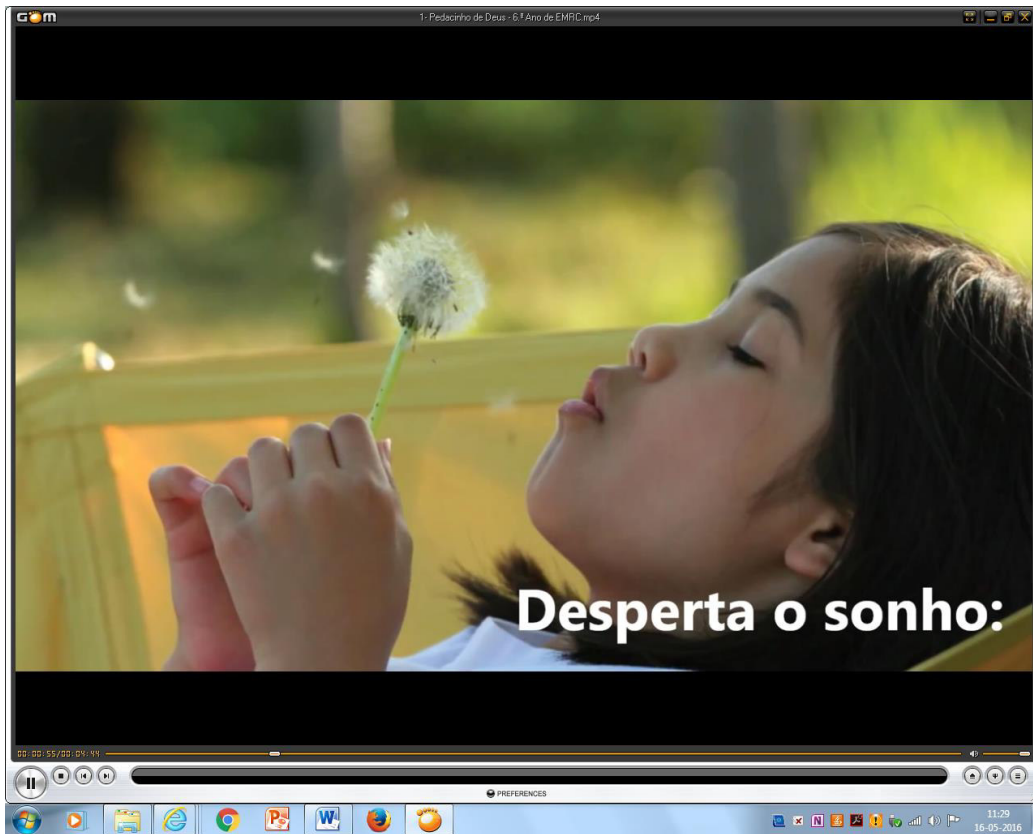 GOM
1- Pedacinho de Deus - 6.º Ano de EMRC.mp4
Desperta o sonho:
00:00:55/00:04:44
PREFERENCES
11:29
16-05-2016